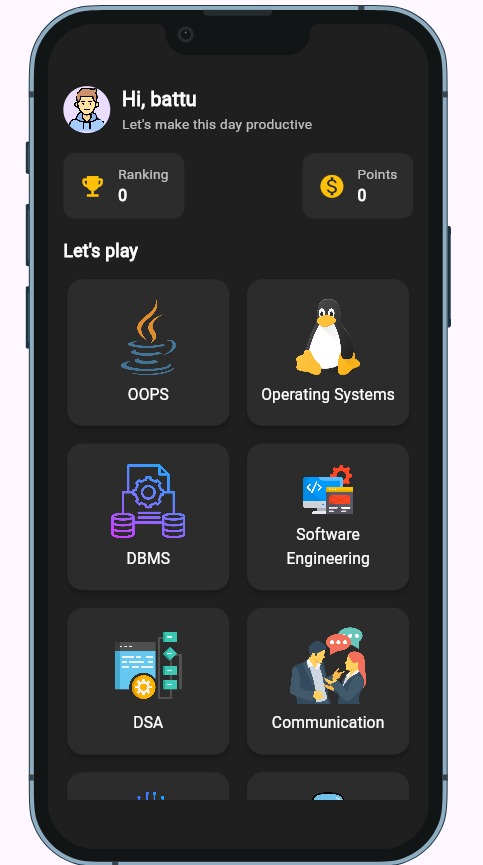 Hi, battu
Let's make this day productive
Ranking
0
Points
0
Let's play
OOPS
Operating Systems
DBMS
Software
Engineering
DSA
Communication